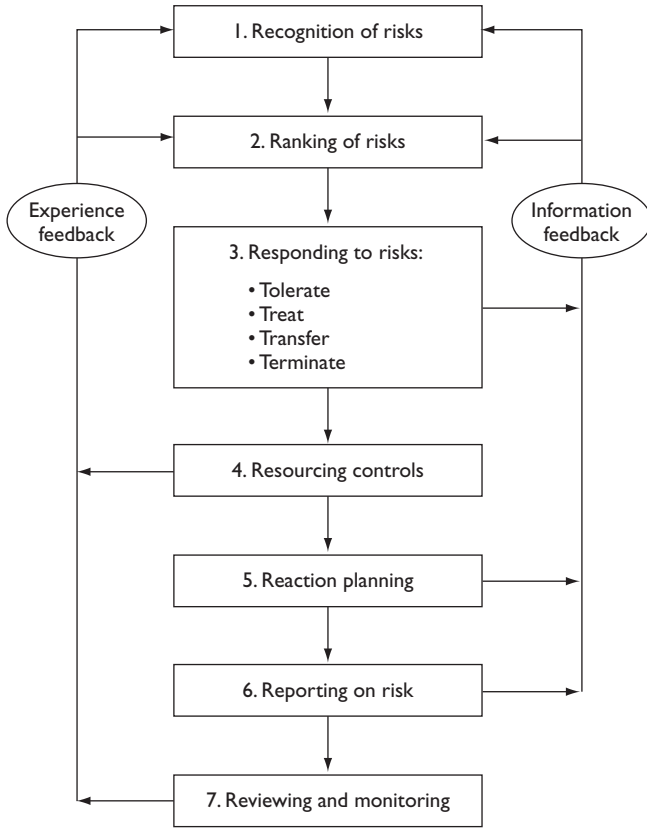 1. Recognition of risks
2. Ranking of risks
Experience
feedback
Information
feedback
3. Responding to risks:
• Tolerate
• Treat
• Transfer
• Terminate
4. Resourcing controls
5. Reaction planning
6. Reporting on risk
7. Reviewing and monitoring